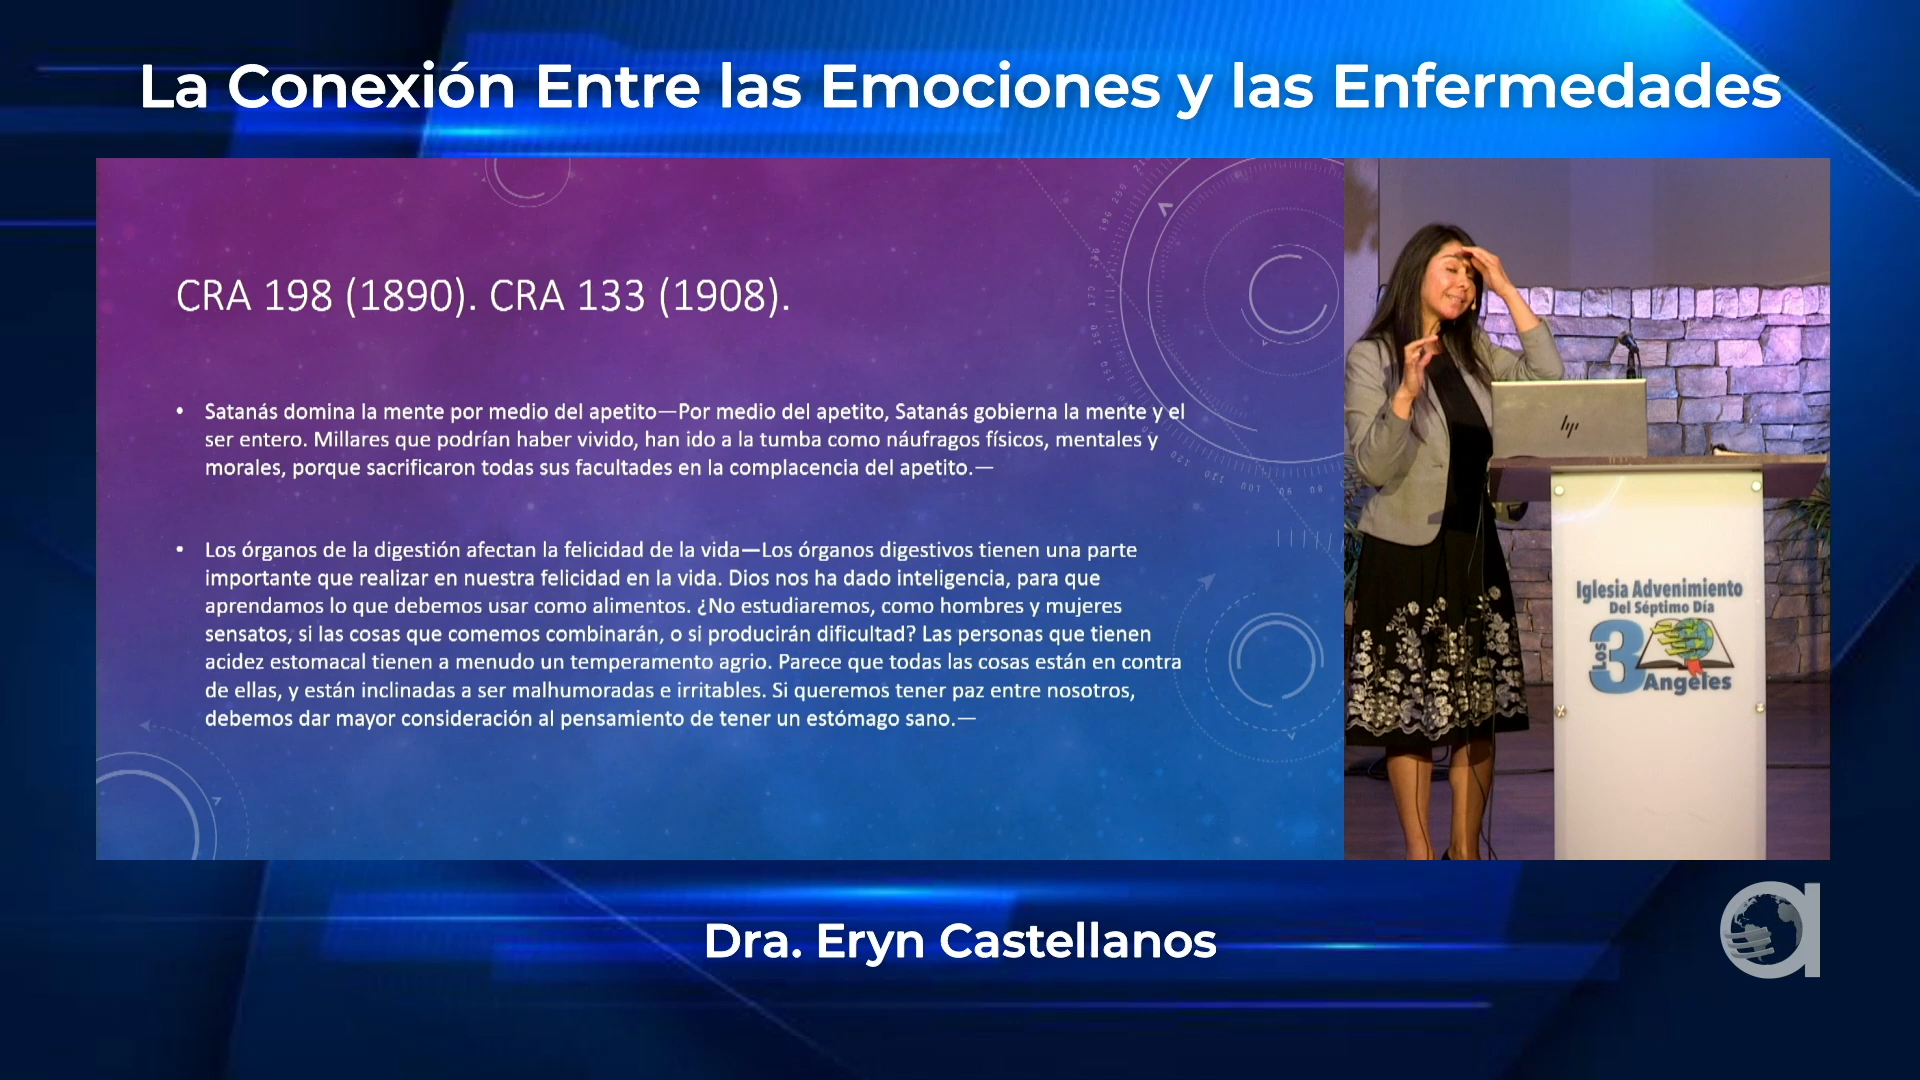 La Conexión Entre las Emociones y las Enfermedades
CRA 198 (1890). CRA 133 (1908).
• Satanás domina la mente por medio del apetito—Por medio del apetito, Satanás gobierna la mente y el
ser entero. Millares que podrían haber vivido, han ido a la tumba como náufragos físicos, mentales y
morales, porque sacrificaron todas sus facultades en la complacencia del apetito.—
• Los órganos de la digestión afectan la felicidad de la vida—Los órganos digestivos tienen una parte
importante que realizar en nuestra felicidad en la vida. Dios nos ha dado inteligencia, para que
aprendamos lo que debemos usar como alimentos. ¿No estudiaremos, como hombres y mujeres
sensatos, si las cosas que comemos combinarán, o si producirán dificultad? Las personas que tienen
acidez estomacal tienen a menudo un temperamento agrio. Parece que todas las cosas están en contra
de ellas, y están inclinadas a ser malhumoradas e irritables. Si queremos tener paz entre nosotros,
debemos dar mayor consideración al pensamiento de tener un estómago sano.—
hp
Iglesia Advenimiento
Del Séptimo Día
Los 3
Angeles
Dra. Eryn Castellanos
a